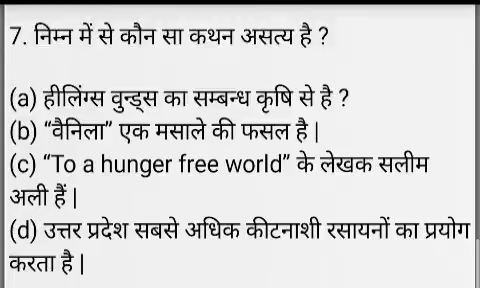 7. निम्न में से कौन सा कथन असत्य है ?
(a) हीलिंग्स वुन्ड्स का सम्बन्ध कृषि से है ?
(b) “वैनिला” एक मसाले की फसल है |
(c) “To a hunger free world” के लेखक सलीम
अली हैं |
(d) उत्तर प्रदेश सबसे अधिक कीटनाशी रसायनों का प्रयोग
करता है |